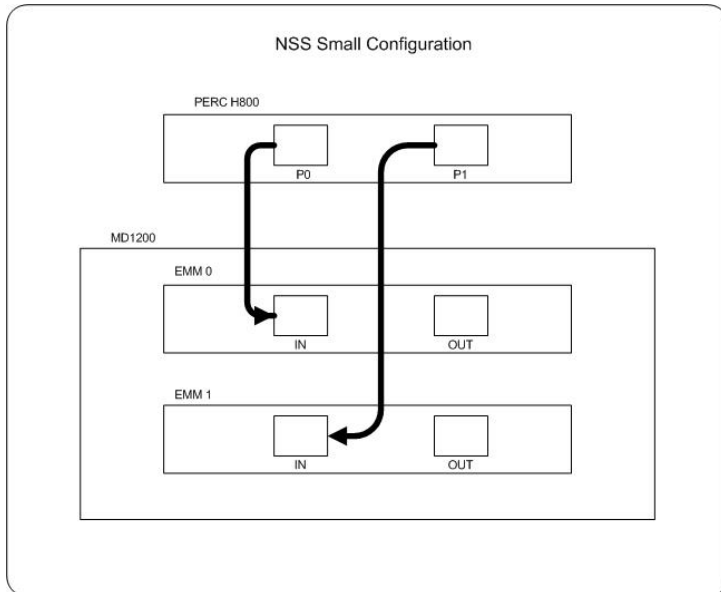 NSS Small Configuration
PERC H800
P0
P1
MD1200
EMM 0
IN
OUT
EMM 1
IN
OUT